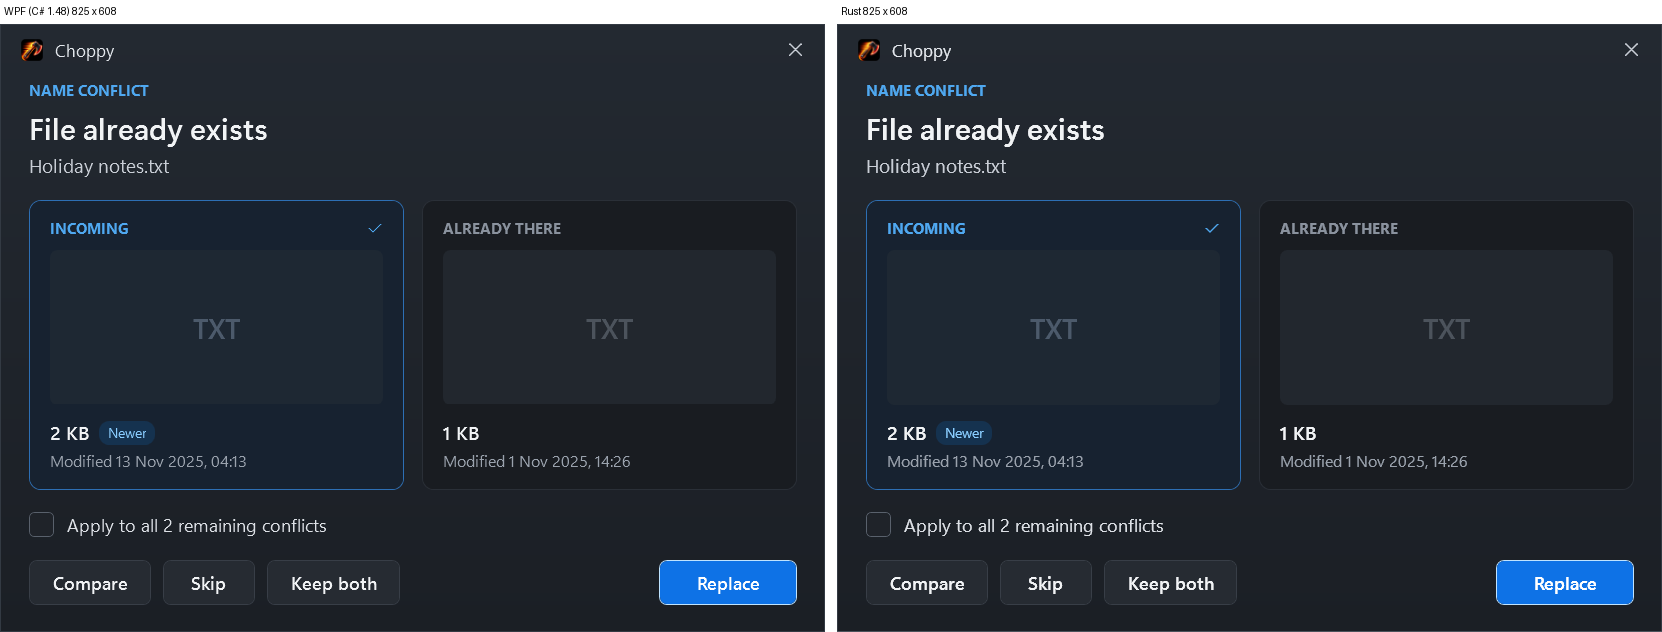 WPF (C# 1.48) 825 x 608
Choppy
NAME CONFLICT
File already exists
Holiday notes.txt
INCOMING
TXT
2 KB Newer
Modified 13 Nov 2025, 04:13
ALREADY THERE
TXT
1 KB
Modified 1 Nov 2025, 14:26
Apply to all 2 remaining conflicts
Compare Skip Keep both Replace
Rust 825 x 608
Choppy
NAME CONFLICT
File already exists
Holiday notes.txt
INCOMING
TXT
2 KB Newer
Modified 13 Nov 2025, 04:13
ALREADY THERE
TXT
1 KB
Modified 1 Nov 2025, 14:26
Apply to all 2 remaining conflicts
Compare Skip Keep both Replace